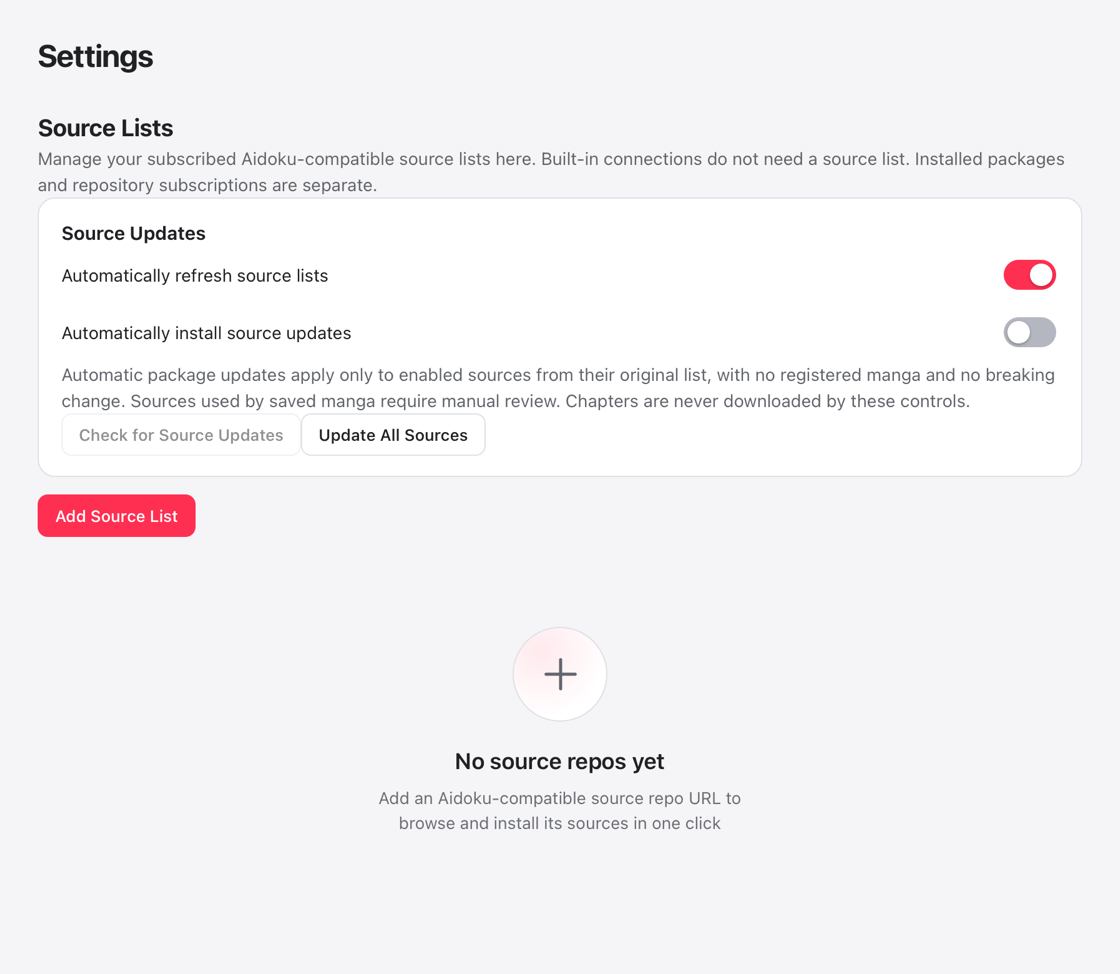 Settings
Source Lists
Manage your subscribed Aidoku-compatible source lists here. Built-in connections do not need a source list. Installed packages
and repository subscriptions are separate.
Source Updates
Automatically refresh source lists
Automatically install source updates
Automatic package updates apply only to enabled sources from their original list, with no registered manga and no breaking
change. Sources used by saved manga require manual review. Chapters are never downloaded by these controls.
Check for Source Updates
Update All Sources
Add Source List
No source repos yet
Add an Aidoku-compatible source repo URL to
browse and install its sources in one click